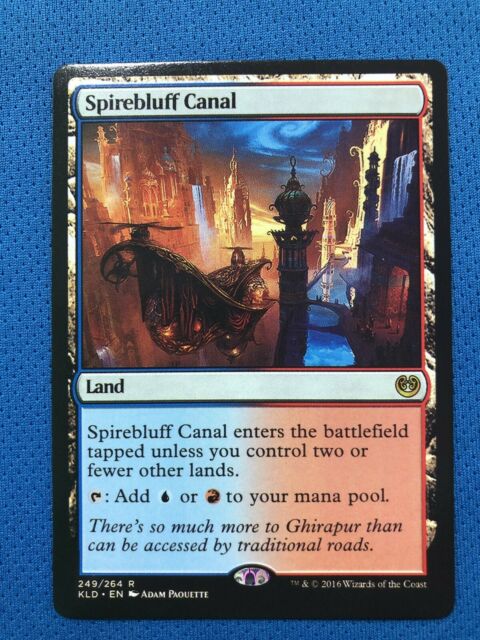 Spirebluff Canal
Land
Spirebluff Canal enters the battlefield
tapped unless you control two or
fewer other lands.
: Add or to your mana pool.
There's so much more to Ghirapur than
can be accessed by traditional roads.
249/264 R
KLD • EN Adam Paquette
™ & © 2016 Wizards of the Coast